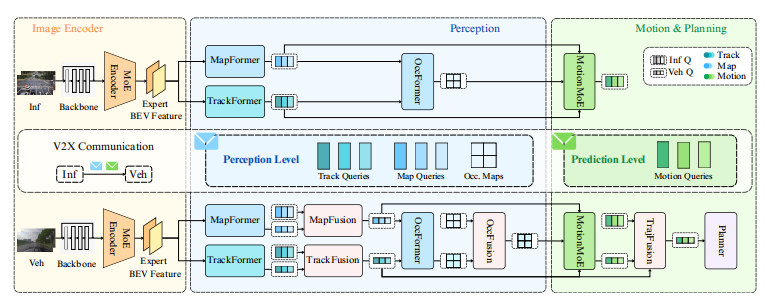 Image Encoder
Perception
Motion & Planning
Inf
Backbone
MoE
Encoder
Expert
BEV Feature
MapFormer
TrackFormer
OccFormer
MotionMoE
Inf Q
Veh Q
Track
Map
Motion
V2X Communication
Inf
Veh
Perception Level
Track Queries
Map Queries
Occ. Maps
Prediction Level
Motion Queries
Veh
Backbone
MoE
Encoder
Expert
BEV Feature
MapFormer
TrackFormer
MapFusion
TrackFusion
OccFormer
OccFusion
MotionMoE
TrajFusion
Planner